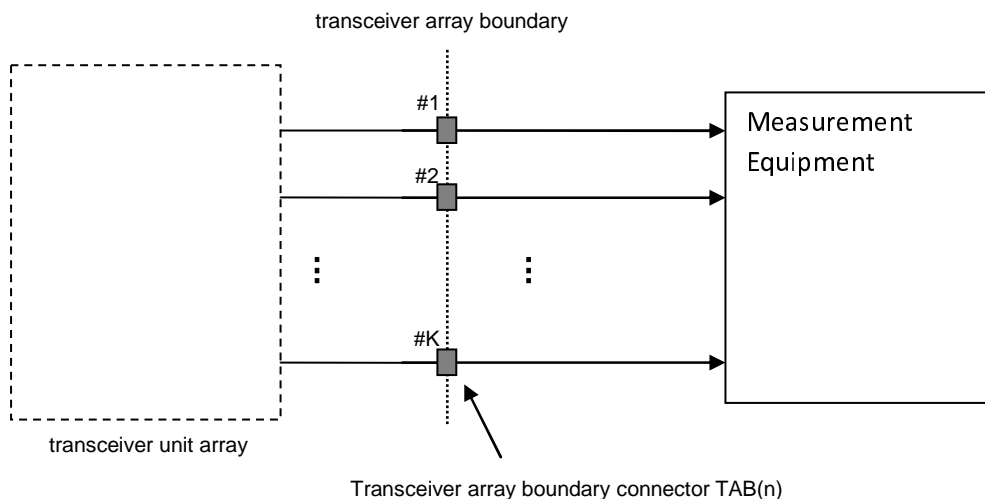 transceiver array boundary
#1
Measurement
Equipment
#2
#K
transceiver unit array
Transceiver array boundary connector TAB(n)